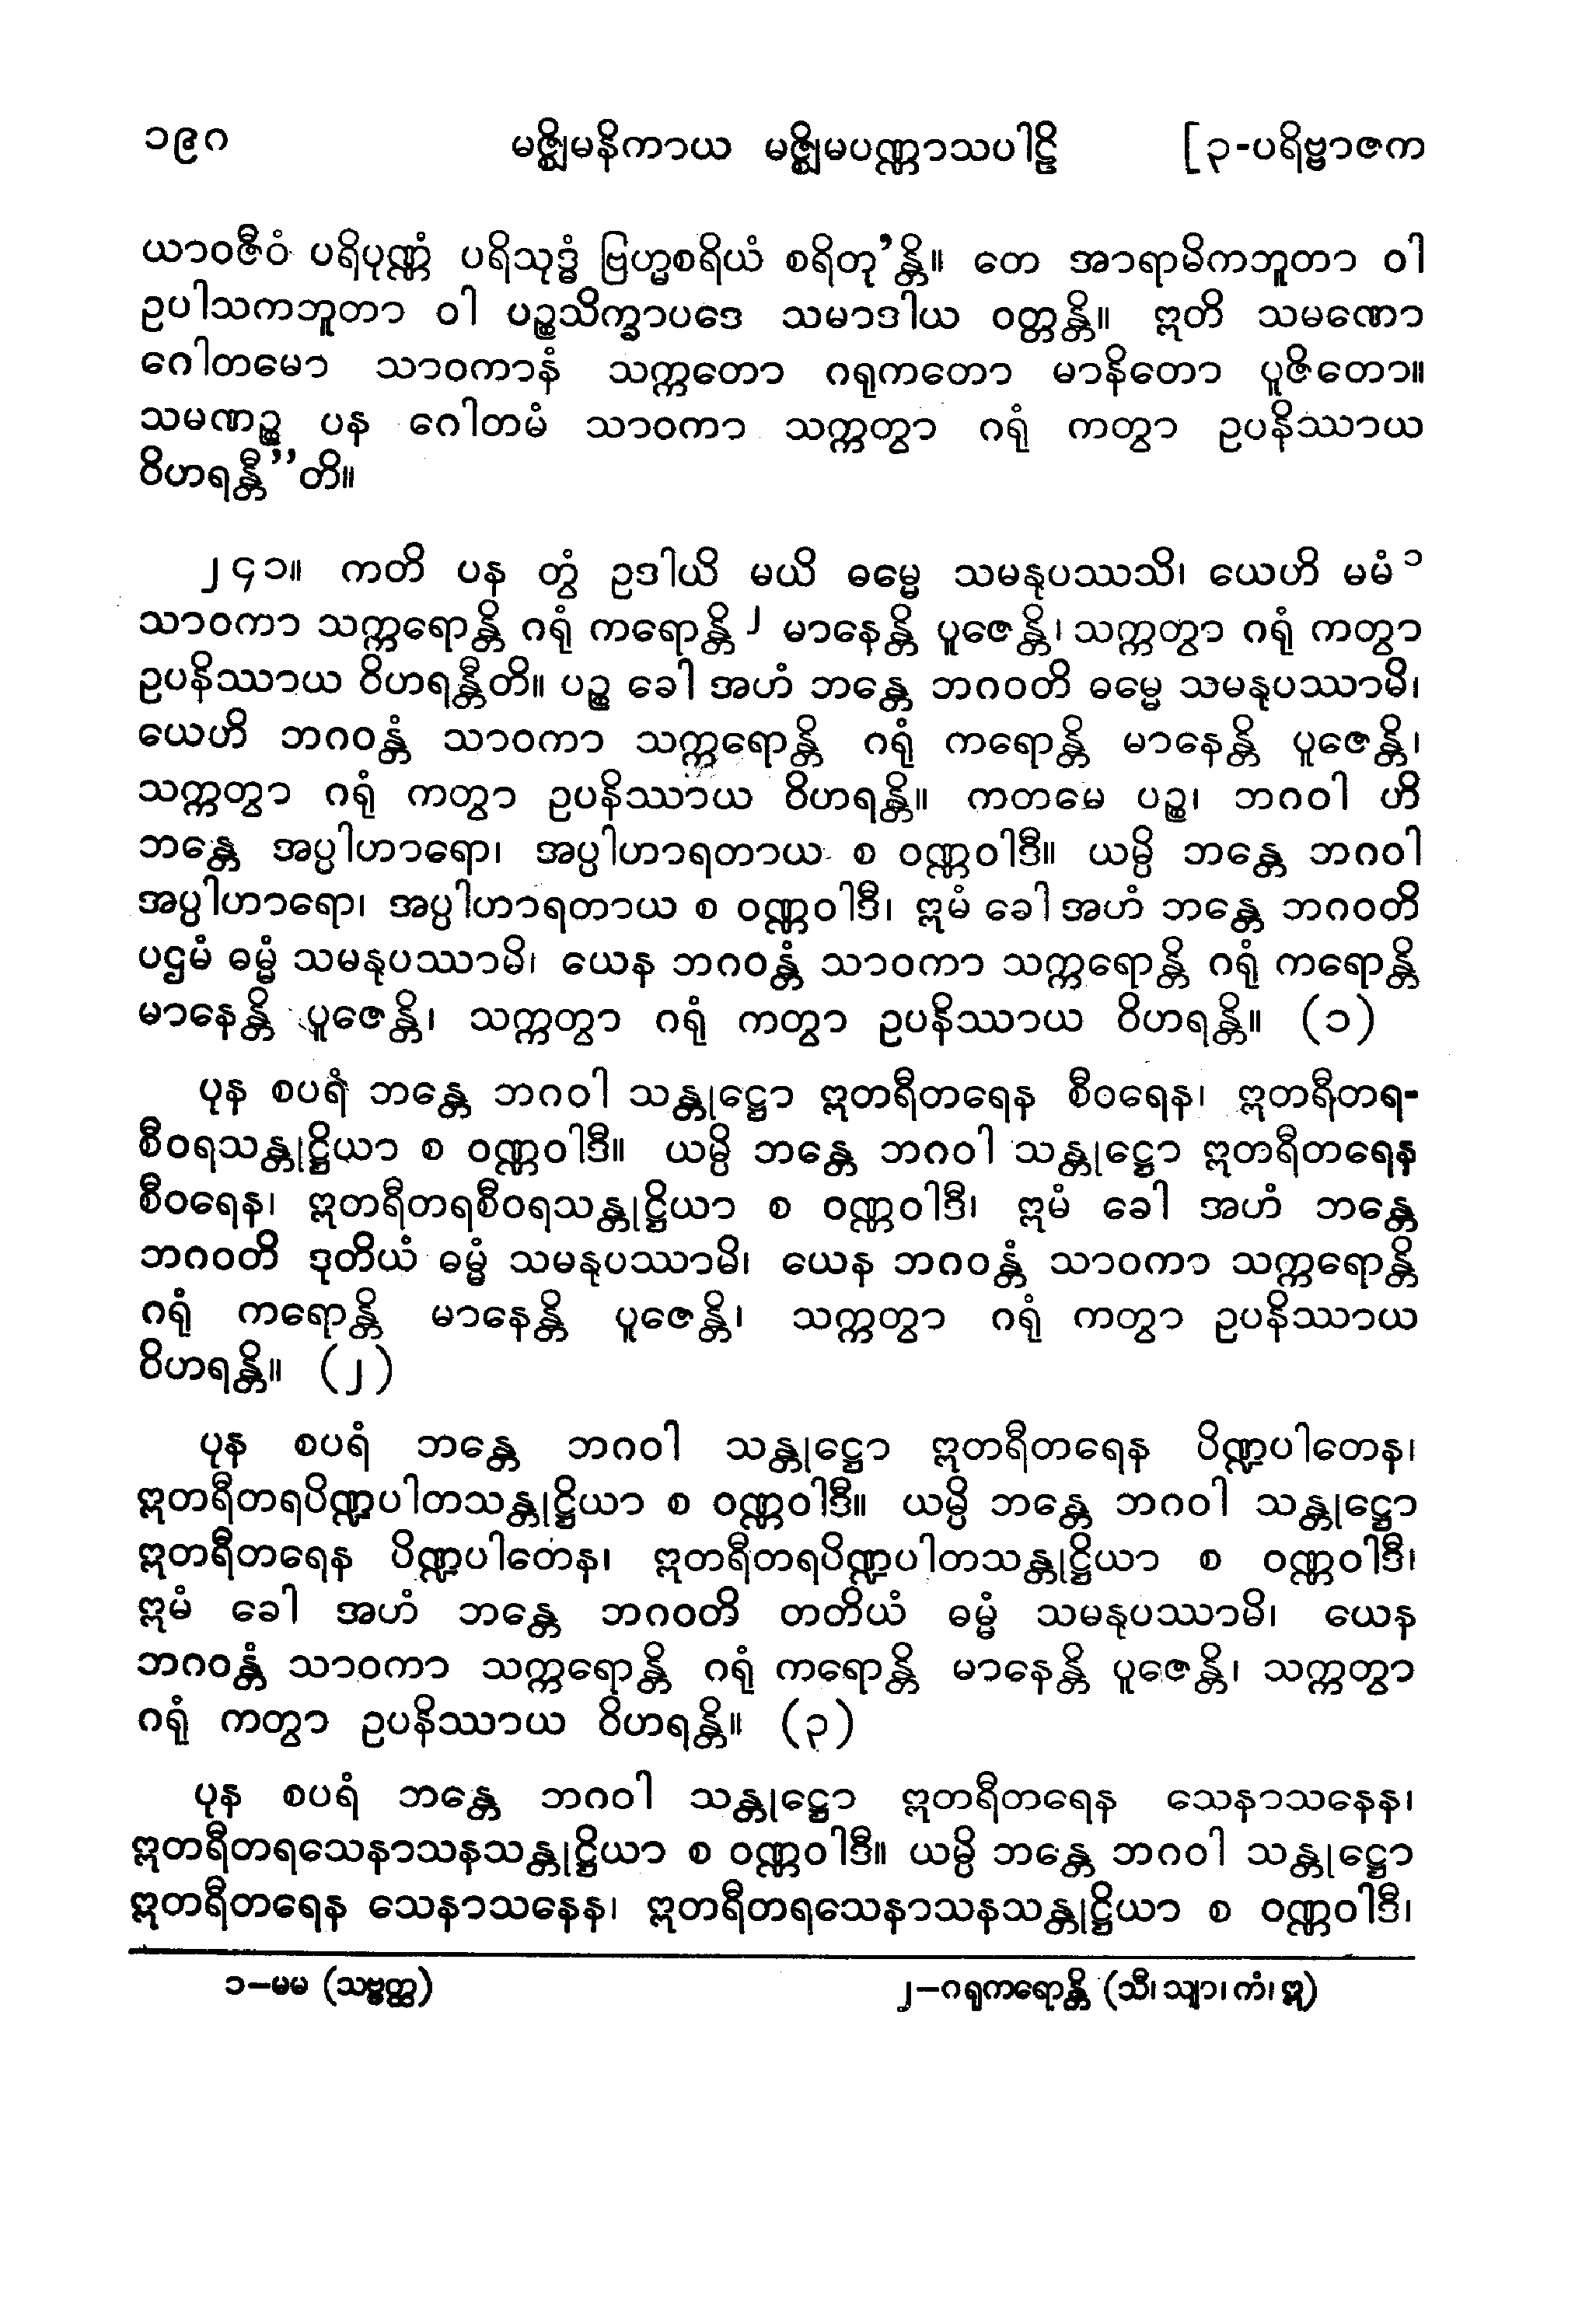 ၁၉ဂ မဇ္ဈိမနိကာယ မဇ္ဈိမပဏ္ဏာသပါဠိ [၃-ပရိဗ္ဗာဇက
ယာဝဇီဝံ ပရိပုဏ္ဏံ ပရိသုဒ္ဓံ ဗြဟ္မစရိယံ စရိတု’န္တိ။ တေ အာရာမိကဘူတာ ဝါ
ဥပါသကဘူတာ ဝါ ပဉ္စသိက္ခာပဒေ သမာဒါယ ဝတ္တန္တိ။ ဣတိ သမဏော
ဂေါတမော သာဝကာနံ သက္ကတော ဂရုကတော မာနိတော ပူဇိတော။
သမဏဉ္စ ပန ဂေါတမံ သာဝကာ သက္ကတွာ ဂရုံ ကတွာ ဥပနိဿာယ
ဝိဟရန္တီ”တိ။
၂၄၁။ ကတိ ပန တွံ ဥဒါယိ မယိ ဓမ္မေ သမနုပဿသိ၊ ယေဟိ မမံ ၁
သာဝကာ သက္ကရောန္တိ ဂရုံ ကရောန္တိ ၂ မာနေန္တိ ပူဇေန္တိ၊ သက္ကတွာ ဂရုံ ကတွာ
ဥပနိဿာယ ဝိဟရန္တီတိ။ ပဉ္စ ခေါ အဟံ ဘန္တေ ဘဂဝတိ ဓမ္မေ သမနုပဿာမိ၊
ယေဟိ ဘဂဝန္တံ သာဝကာ သက္ကရောန္တိ ဂရုံ ကရောန္တိ မာနေန္တိ ပူဇေန္တိ၊
သက္ကတွာ ဂရုံ ကတွာ ဥပနိဿာယ ဝိဟရန္တိ။ ကတမေ ပဉ္စ၊ ဘဂဝါ ဟိ
ဘန္တေ အပ္ပါဟာရော၊ အပ္ပါဟာရတာယ စ ဝဏ္ဏဝါဒီ။ ယမ္ပိ ဘန္တေ ဘဂဝါ
အပ္ပါဟာရော၊ အပ္ပါဟာရတာယ စ ဝဏ္ဏဝါဒီ၊ ဣမံ ခေါ အဟံ ဘန္တေ ဘဂဝတိ
ပဌမံ ဓမ္မံ သမနုပဿာမိ၊ ယေန ဘဂဝန္တံ သာဝကာ သက္ကရောန္တိ ဂရုံ ကရောန္တိ
မာနေန္တိ ပူဇေန္တိ၊ သက္ကတွာ ဂရုံ ကတွာ ဥပနိဿာယ ဝိဟရန္တိ။ (၁)
ပုန စပရံ ဘန္တေ ဘဂဝါ သန္တုဋ္ဌော ဣတရီတရေန စီဝရေန၊ ဣတရီတရ-
စီဝရသန္တုဋ္ဌိယာ စ ဝဏ္ဏဝါဒီ။ ယမ္ပိ ဘန္တေ ဘဂဝါ သန္တုဋ္ဌော ဣတရီတရေန
စီဝရေန၊ ဣတရီတရစီဝရသန္တုဋ္ဌိယာ စ ဝဏ္ဏဝါဒီ၊ ဣမံ ခေါ အဟံ ဘန္တေ
ဘဂဝတိ ဒုတိယံ ဓမ္မံ သမနုပဿာမိ၊ ယေန ဘဂဝန္တံ သာဝကာ သက္ကရောန္တိ
ဂရုံ ကရောန္တိ မာနေန္တိ ပူဇေန္တိ၊ သက္ကတွာ ဂရုံ ကတွာ ဥပနိဿာယ
ဝိဟရန္တိ။ (၂)
ပုန စပရံ ဘန္တေ ဘဂဝါ သန္တုဋ္ဌော ဣတရီတရေန ပိဏ္ဍပါတေန၊
ဣတရီတရပိဏ္ဍပါတသန္တုဋ္ဌိယာ စ ဝဏ္ဏဝါဒီ။ ယမ္ပိ ဘန္တေ ဘဂဝါ သန္တုဋ္ဌော
ဣတရီတရေန ပိဏ္ဍပါတေန၊ ဣတရီတရပိဏ္ဍပါတသန္တုဋ္ဌိယာ စ ဝဏ္ဏဝါဒီ၊
ဣမံ ခေါ အဟံ ဘန္တေ ဘဂဝတိ တတိယံ ဓမ္မံ သမနုပဿာမိ၊ ယေန
ဘဂဝန္တံ သာဝကာ သက္ကရောန္တိ ဂရုံ ကရောန္တိ မာနေန္တိ ပူဇေန္တိ၊ သက္ကတွာ
ဂရုံ ကတွာ ဥပနိဿာယ ဝိဟရန္တိ။ (၃)
ပုန စပရံ ဘန္တေ ဘဂဝါ သန္တုဋ္ဌော ဣတရီတရေန သေနာသနေန၊
ဣတရီတရသေနာသနသန္တုဋ္ဌိယာ စ ဝဏ္ဏဝါဒီ။ ယမ္ပိ ဘန္တေ ဘဂဝါ သန္တုဋ္ဌော
ဣတရီတရေန သေနာသနေန၊ ဣတရီတရသေနာသနသန္တုဋ္ဌိယာ စ ဝဏ္ဏဝါဒီ၊
၁–မမ (သဗ္ဗတ္ထ) ၂–ဂရုကရောန္တိ (သီ၊ သျာ၊ ကံ၊ ဣ)